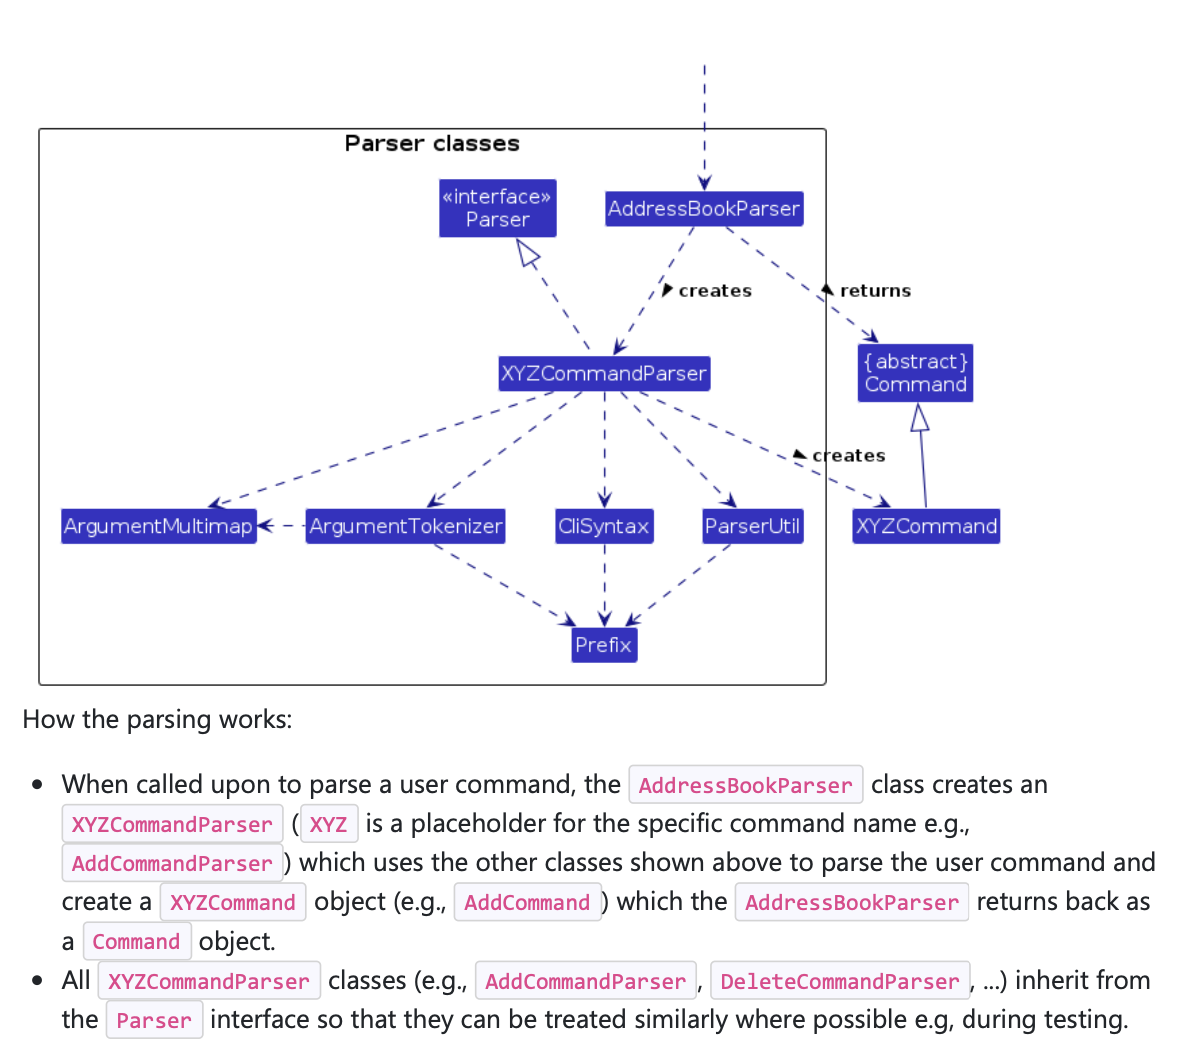 Parser classes
«interface»
Parser
AddressBookParser
creates
returns
XYZCommandParser
{abstract}
Command
creates
ArgumentMultimap
ArgumentTokenizer
CliSyntax
ParserUtil
XYZCommand
Prefix
How the parsing works:
• When called upon to parse a user command, the AddressBookParser class creates an
XYZCommandParser (XYZ is a placeholder for the specific command name e.g.,
AddCommandParser) which uses the other classes shown above to parse the user command and
create a XYZCommand object (e.g., AddCommand) which the AddressBookParser returns back as
a Command object.
• All XYZCommandParser classes (e.g., AddCommandParser, DeleteCommandParser, ...) inherit from
the Parser interface so that they can be treated similarly where possible e.g, during testing.